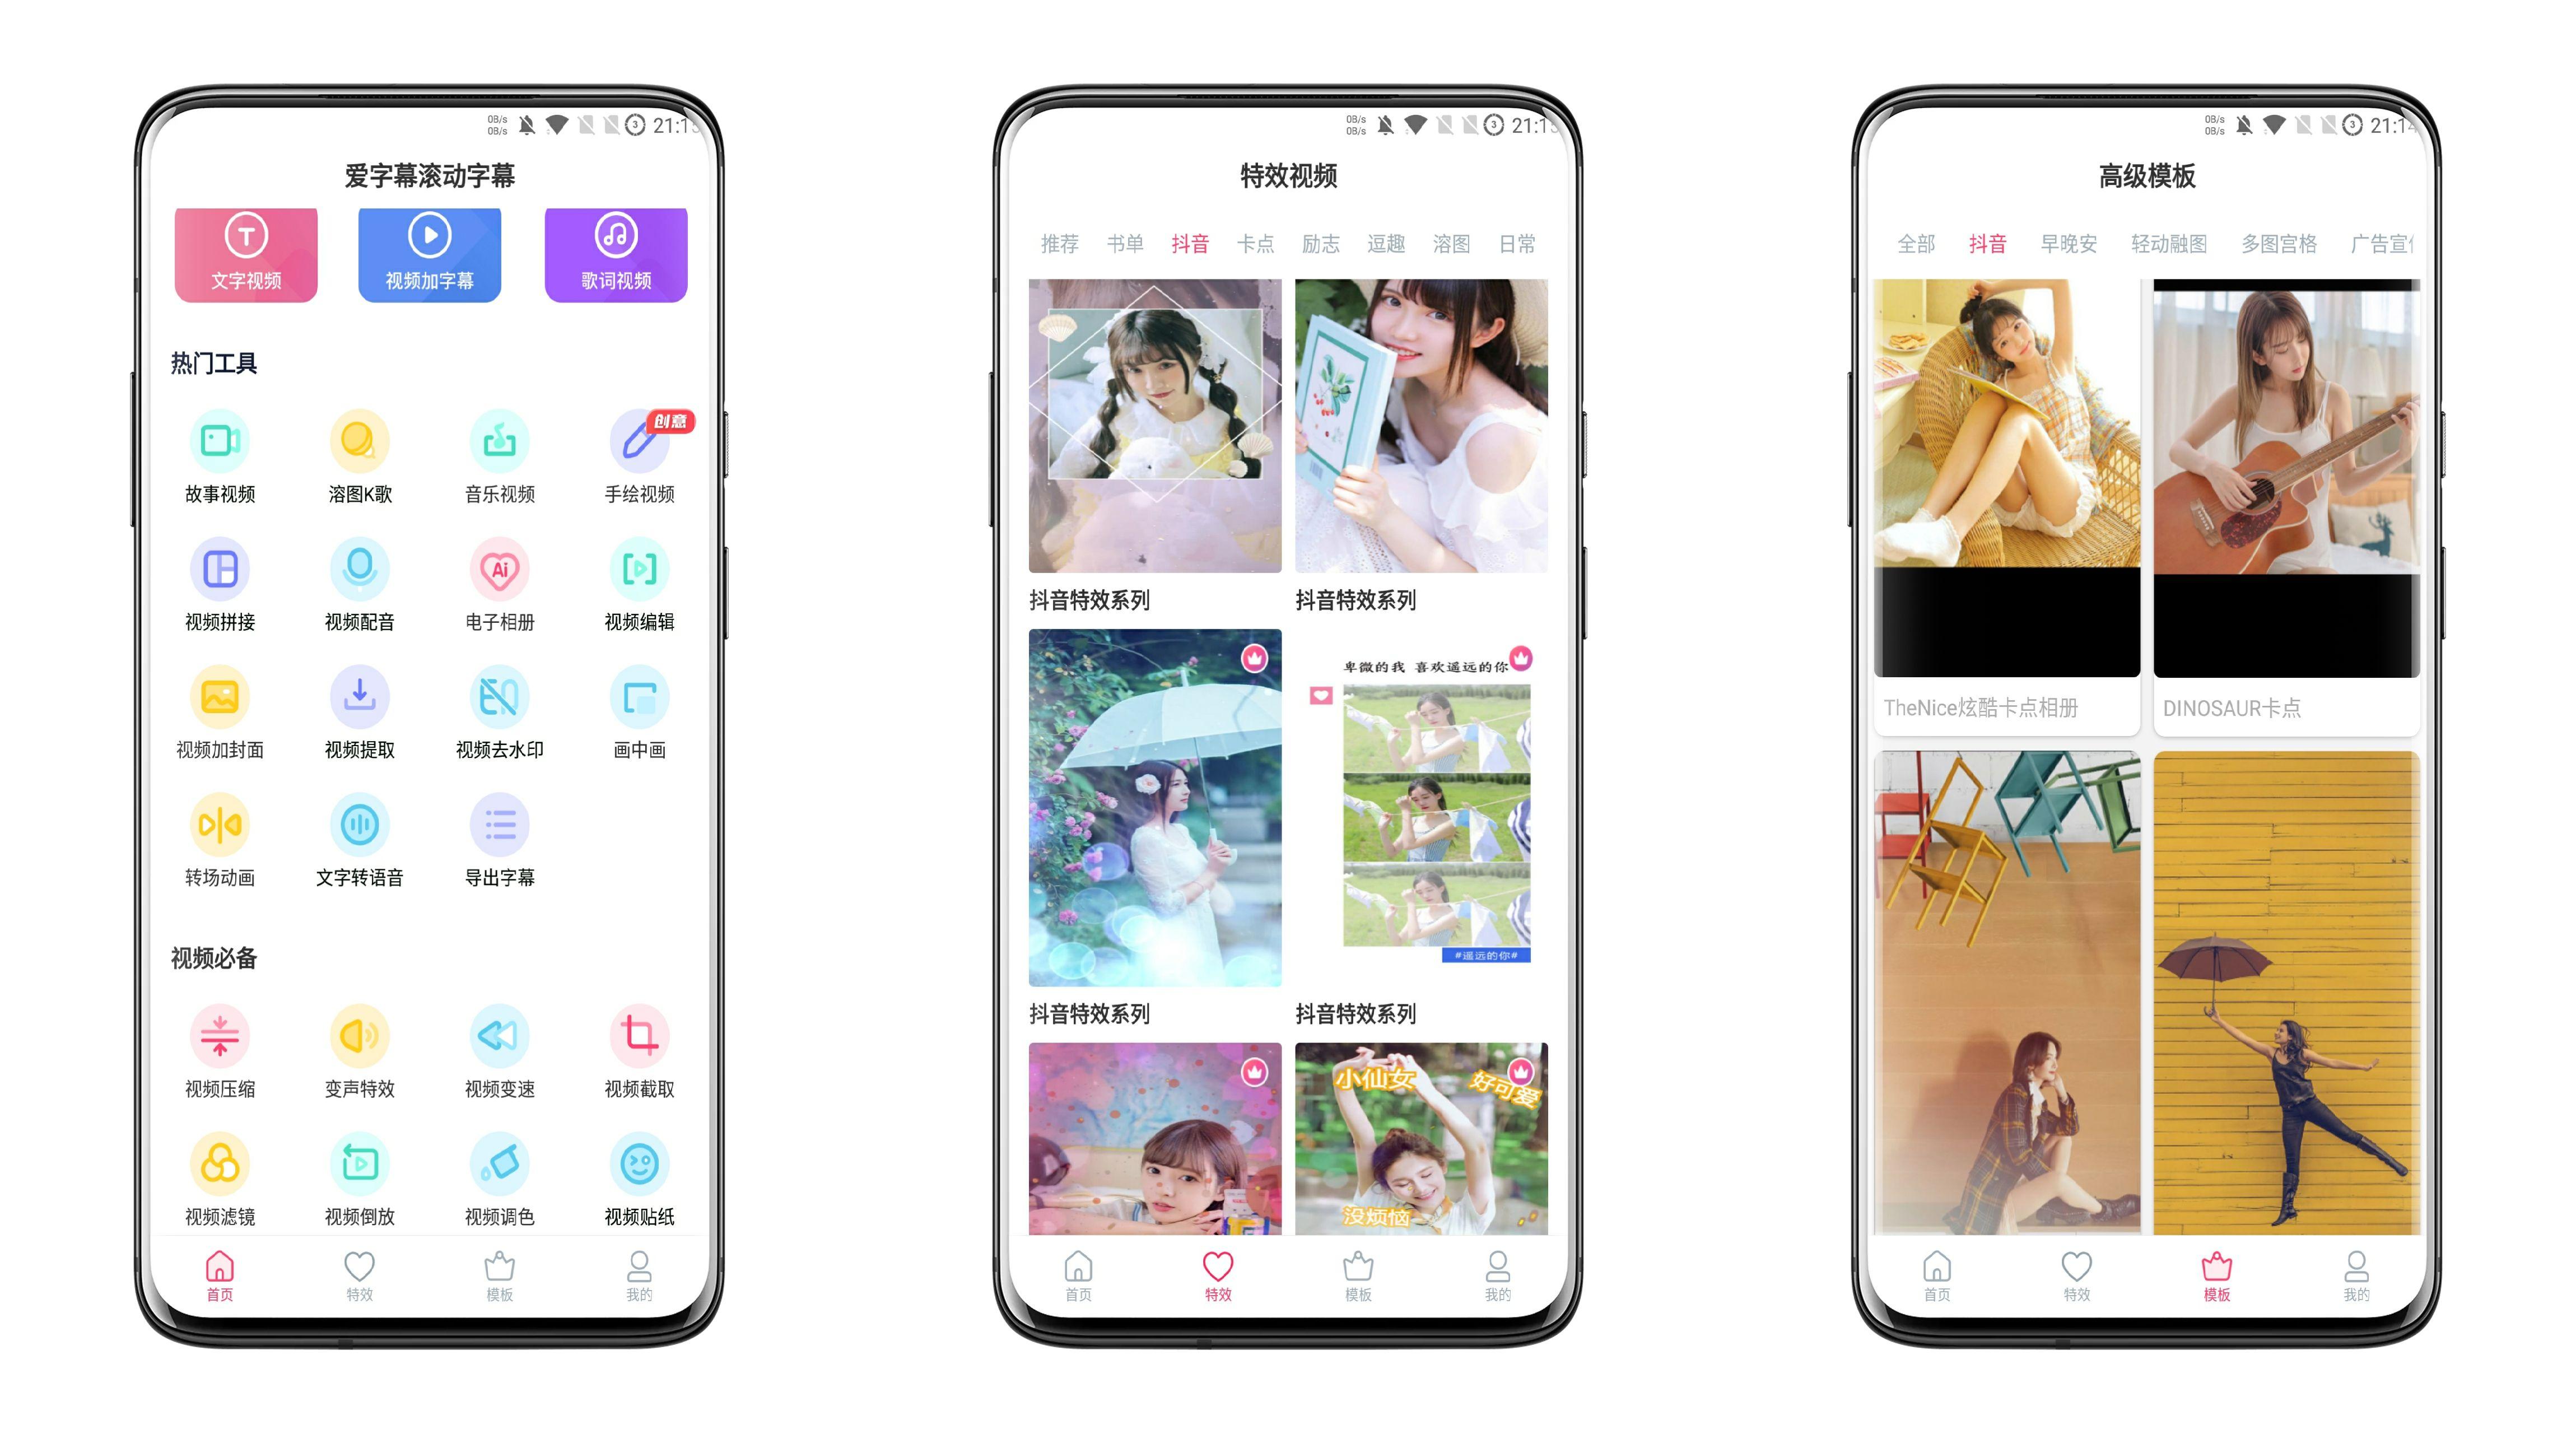 0B/s
0B/s
3
21:1
爱字幕滚动字幕
T
文字视频
视频加字幕
歌词视频
热门工具
创意
故事视频
溶图K歌
音乐视频
手绘视频
Ai
视频拼接
视频配音
电子相册
视频编辑
视频加封面
视频提取
视频去水印
画中画
转场动画
文字转语音
导出字幕
视频必备
视频压缩
变声特效
视频变速
视频截取
视频滤镜
视频倒放
视频调色
视频贴纸
首页
特效
模板
我的
0B/s
0B/s
3
21:1
特效视频
推荐
书单
抖音
卡点
励志
逗趣
溶图
日常
抖音特效系列
抖音特效系列
卑微的我 喜欢遥远的你
#遥远的你#
抖音特效系列
抖音特效系列
小仙女
好可爱
没烦恼
首页
特效
模板
我的
0B/s
0B/s
3
21:14
高级模板
全部
抖音
早晚安
轻动融图
多图宫格
广告宣
TheNice炫酷卡点相册
DINOSAUR卡点
首页
特效
模板
我的